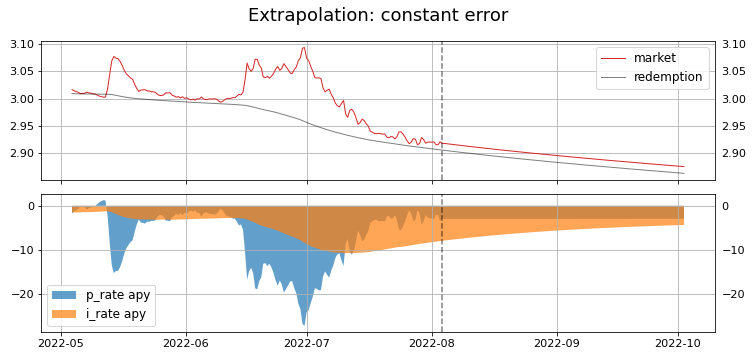 Extrapolation: constant error
3.10 3.10
3.05 3.05
3.00 3.00
2.95 2.95
2.90 2.90
market
redemption
0 0
−10 −10
−20 −20
p_rate apy
i_rate apy
2022-05 2022-06 2022-07 2022-08 2022-09 2022-10